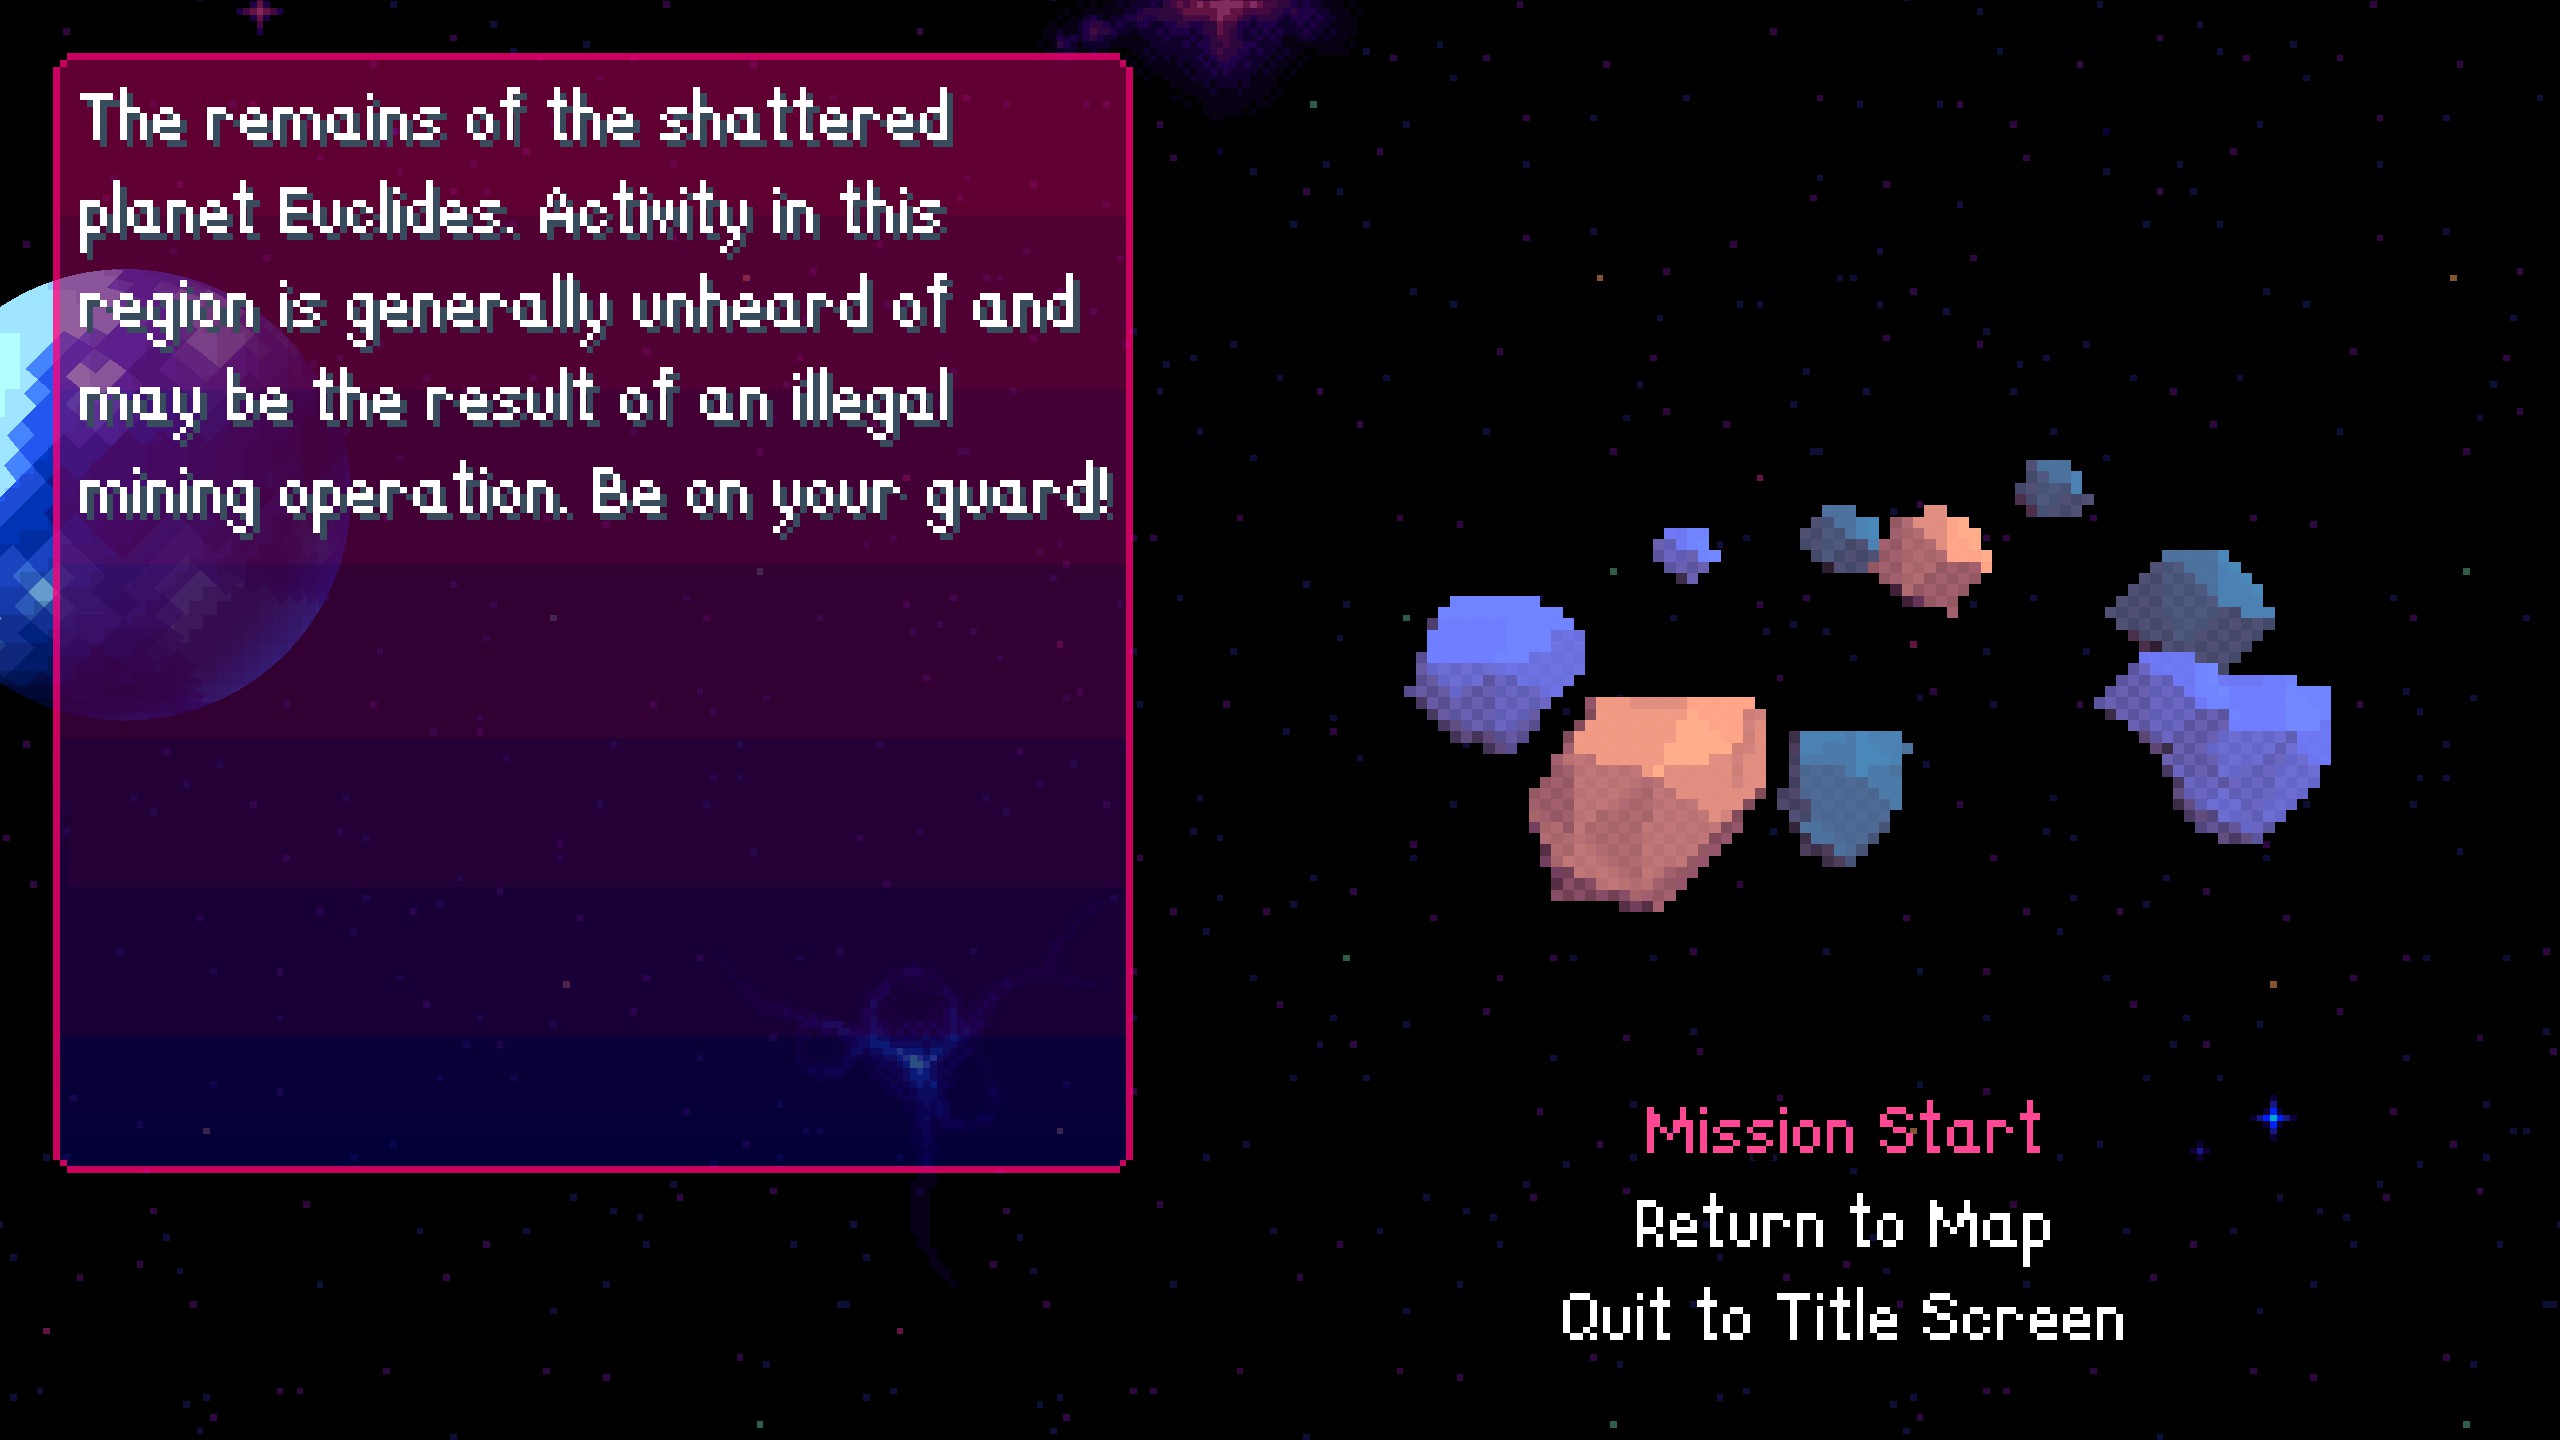 The remains of the shattered
planet Euclides. Activity in this
region is generally unheard of and
may be the result of an illegal
mining operation. Be on your guard!
Mission Start
Return to Map
Quit to Title Screen